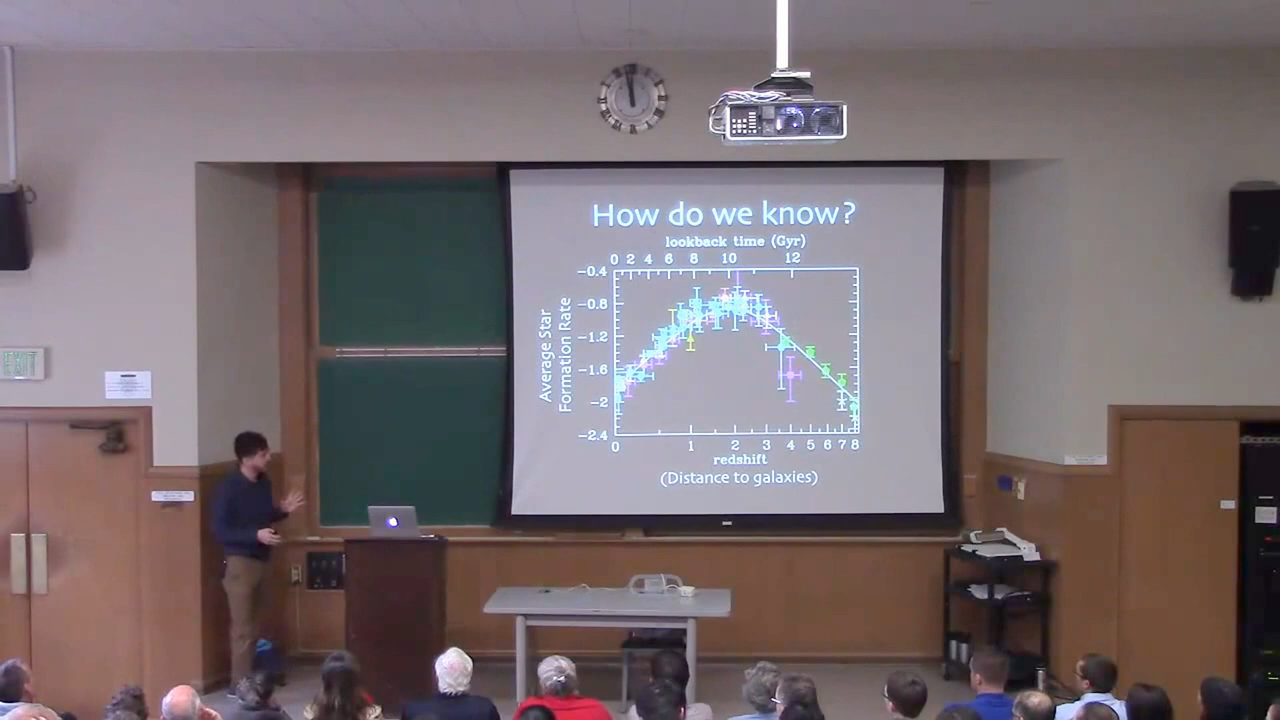 How do we know?
lookback time (Gyr)
0 2 4 6 8 10 12
−0.4
−0.8
−1.2
−1.6
−2
−2.4
Average Star
Formation Rate
0 1 2 3 4 5 6 7 8
redshift
(Distance to galaxies)